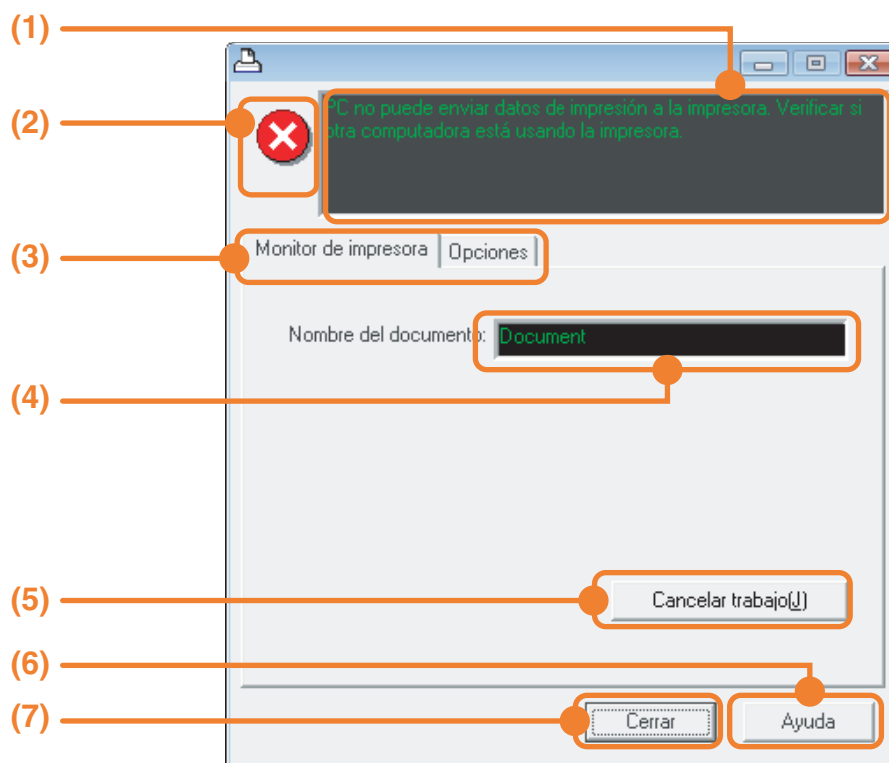 (1)
(2)
PC no puede enviar datos de impresión a la impresora. Verificar si
otra computadora está usando la impresora.
(3)
Monitor de impresora
Opciones
Nombre del documento:
Document
(4)
(5)
Cancelar trabajo(J)
(6)
(7)
Cerrar
Ayuda